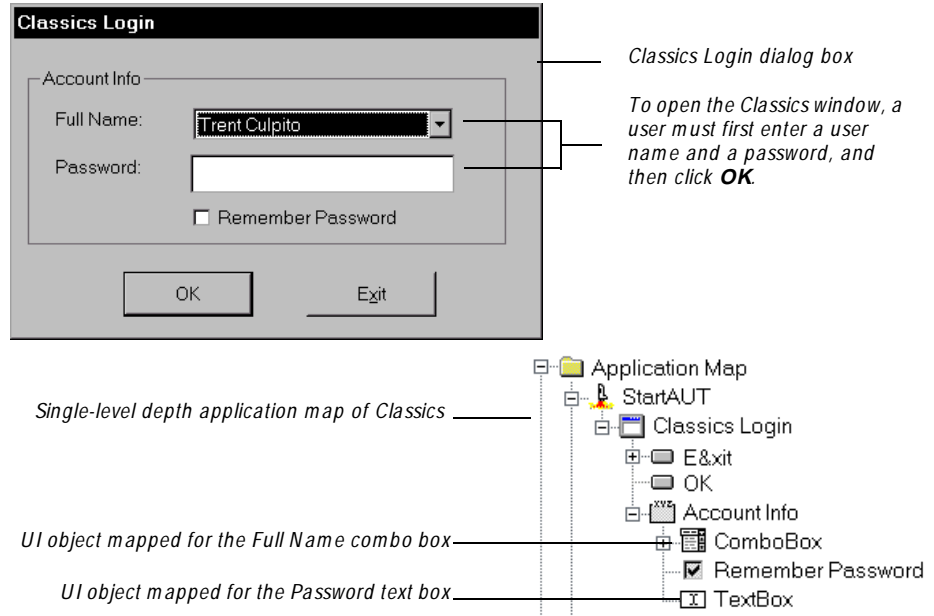 Classics Login
Account Info
Full Name:
Trent Culpito
Password:
Remember Password
OK
Exit
Classics Login dialog box
To open the Classics window, a
user must first enter a user
name and a password, and
then click OK.
Application Map
StartAUT
Classics Login
E&xit
OK
xyz
Account Info
ComboBox
Remember Password
TextBox
Single-level depth application map of Classics
UI object mapped for the Full Name combo box
UI object mapped for the Password text box